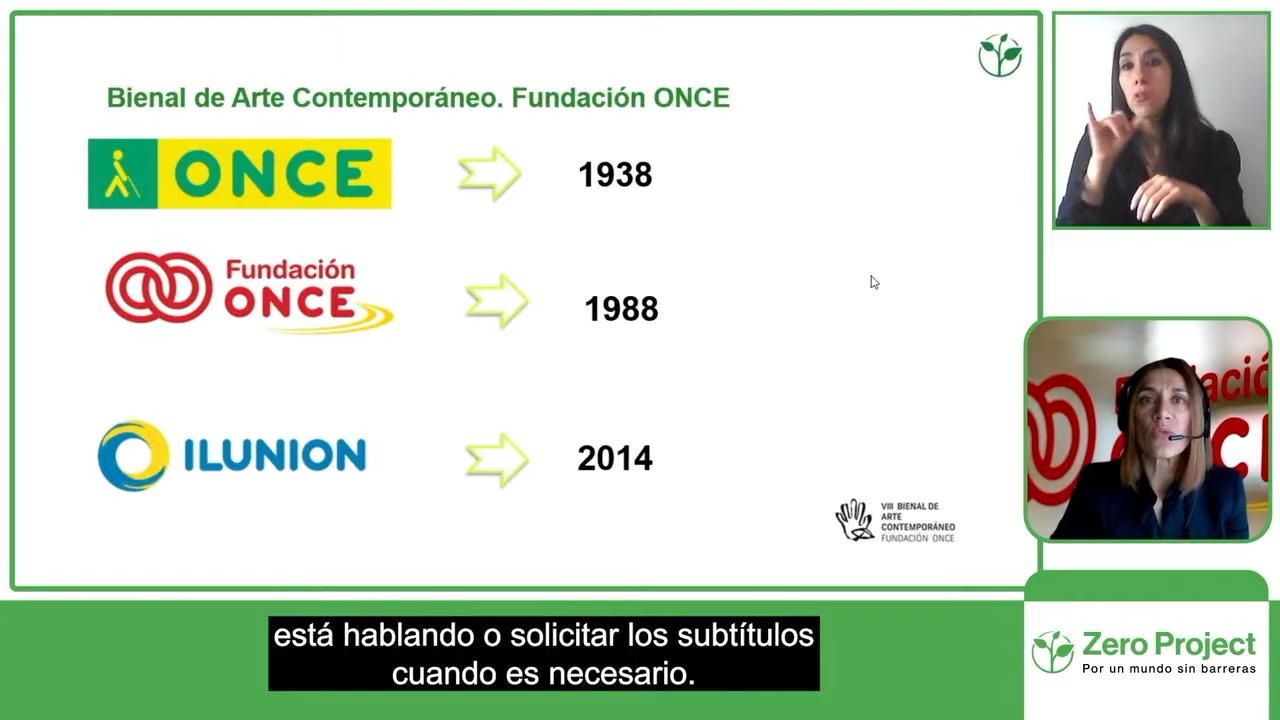 Bienal de Arte Contemporáneo. Fundación ONCE
ONCE
1938
Fundación
ONCE
1988
ILUNION
2014
VIII BIENAL DE
ARTE
CONTEMPORÁNEO
FUNDACIÓN ONCE
está hablando o solicitar los subtítulos
cuando es necesario.
Zero Project
Por un mundo sin barreras